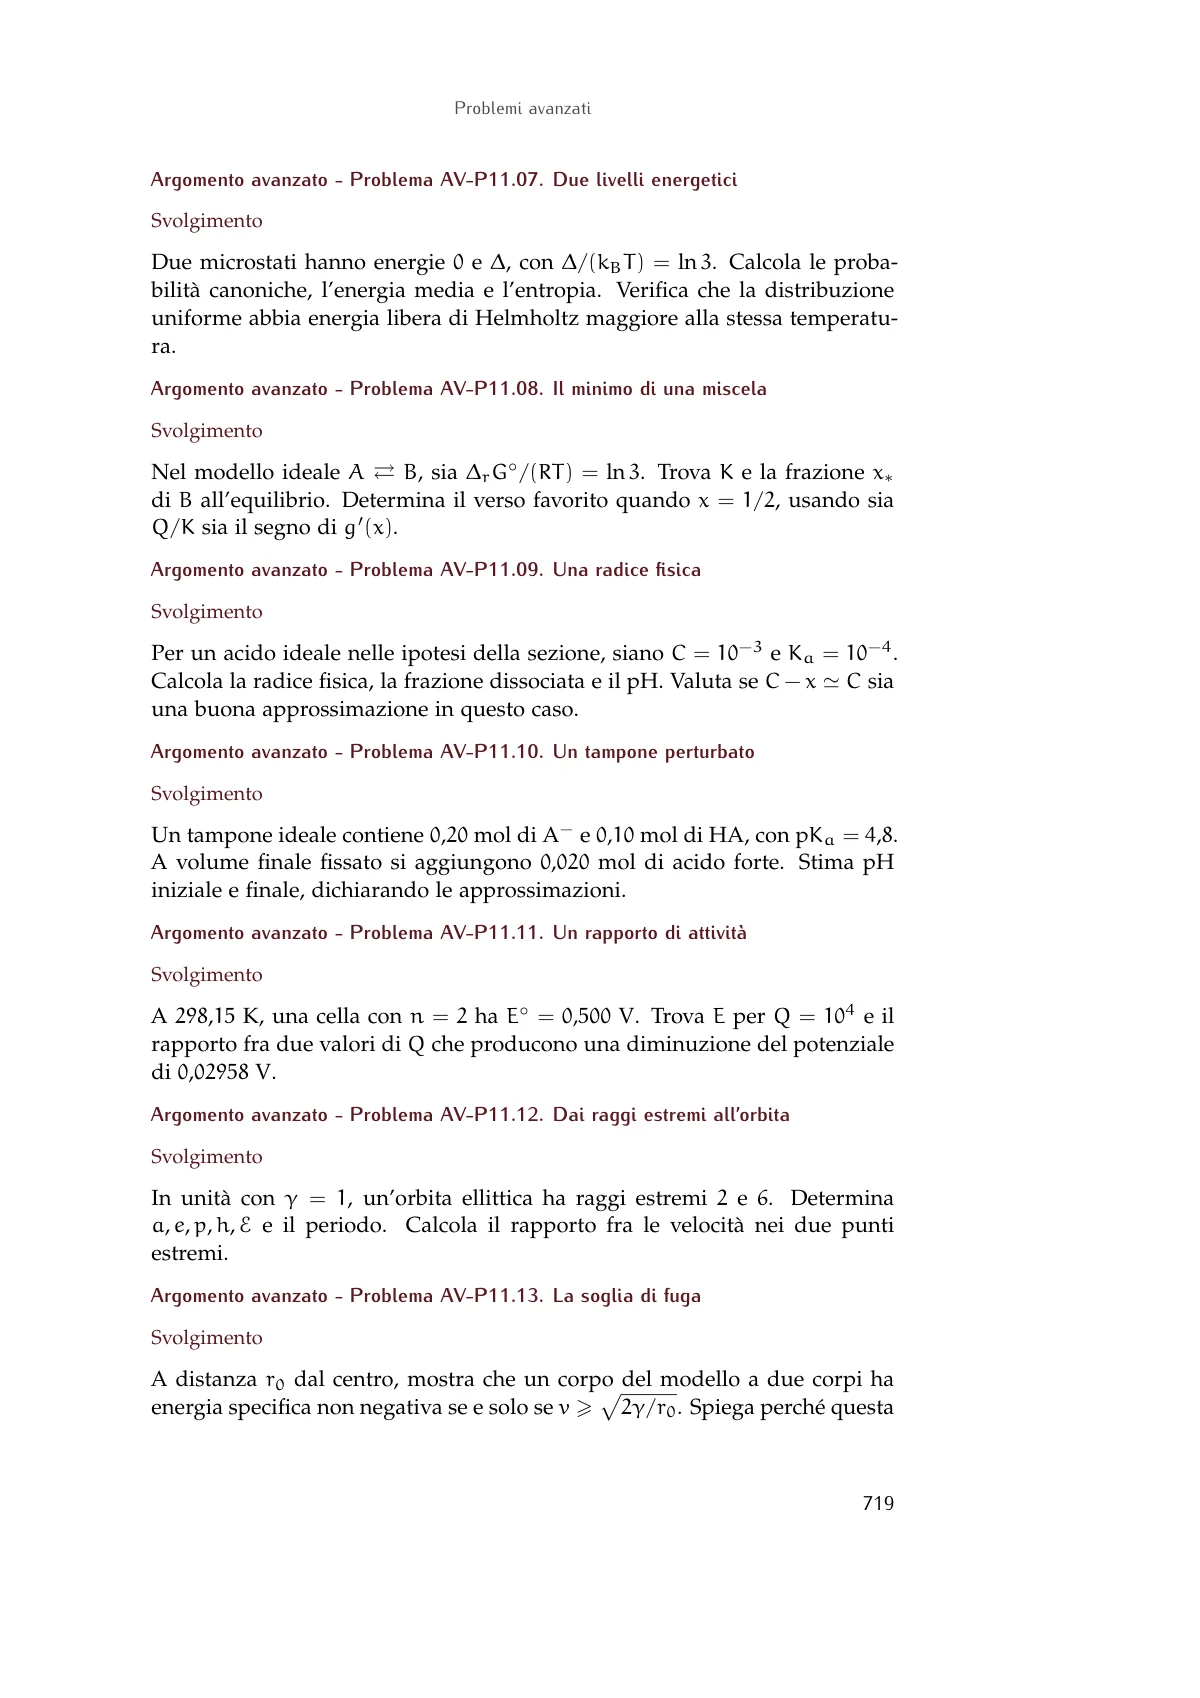 Problemi avanzati
Argomento avanzato – Problema AV-P11.07. Due livelli energetici
Svolgimento
Due microstati hanno energie 0 e Δ, con Δ/(k_BT) = ln 3. Calcola le proba-
bilità canoniche, l'energia media e l'entropia. Verifica che la distribuzione
uniforme abbia energia libera di Helmholtz maggiore alla stessa temperatu-
ra.
Argomento avanzato – Problema AV-P11.08. Il minimo di una miscela
Svolgimento
Nel modello ideale A ⇄ B, sia Δ_rG°/(RT) = ln 3. Trova K e la frazione x_*
di B all'equilibrio. Determina il verso favorito quando x = 1/2, usando sia
Q/K sia il segno di g′(x).
Argomento avanzato – Problema AV-P11.09. Una radice fisica
Svolgimento
Per un acido ideale nelle ipotesi della sezione, siano C = 10⁻³ e K_a = 10⁻⁴.
Calcola la radice fisica, la frazione dissociata e il pH. Valuta se C − x ≃ C sia
una buona approssimazione in questo caso.
Argomento avanzato – Problema AV-P11.10. Un tampone perturbato
Svolgimento
Un tampone ideale contiene 0,20 mol di A⁻ e 0,10 mol di HA, con pK_a = 4,8.
A volume finale fissato si aggiungono 0,020 mol di acido forte. Stima pH
iniziale e finale, dichiarando le approssimazioni.
Argomento avanzato – Problema AV-P11.11. Un rapporto di attività
Svolgimento
A 298,15 K, una cella con n = 2 ha E° = 0,500 V. Trova E per Q = 10⁴ e il
rapporto fra due valori di Q che producono una diminuzione del potenziale
di 0,02958 V.
Argomento avanzato – Problema AV-P11.12. Dai raggi estremi all'orbita
Svolgimento
In unità con γ = 1, un'orbita ellittica ha raggi estremi 2 e 6. Determina
a, e, p, h, ℰ e il periodo. Calcola il rapporto fra le velocità nei due punti
estremi.
Argomento avanzato – Problema AV-P11.13. La soglia di fuga
Svolgimento
A distanza r₀ dal centro, mostra che un corpo del modello a due corpi ha
energia specifica non negativa se e solo se v ⩾ √(2γ/r₀). Spiega perché questa
719